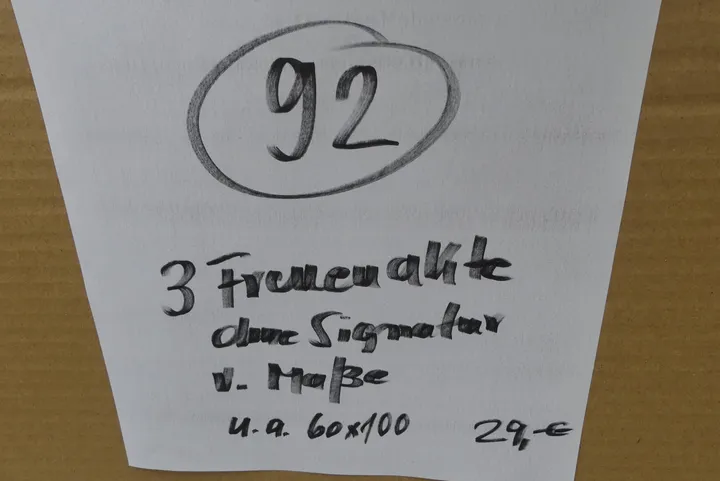 92
3 Frauenakte
ohne Signatur
v. Maße
u.a. 60x100 29,-€